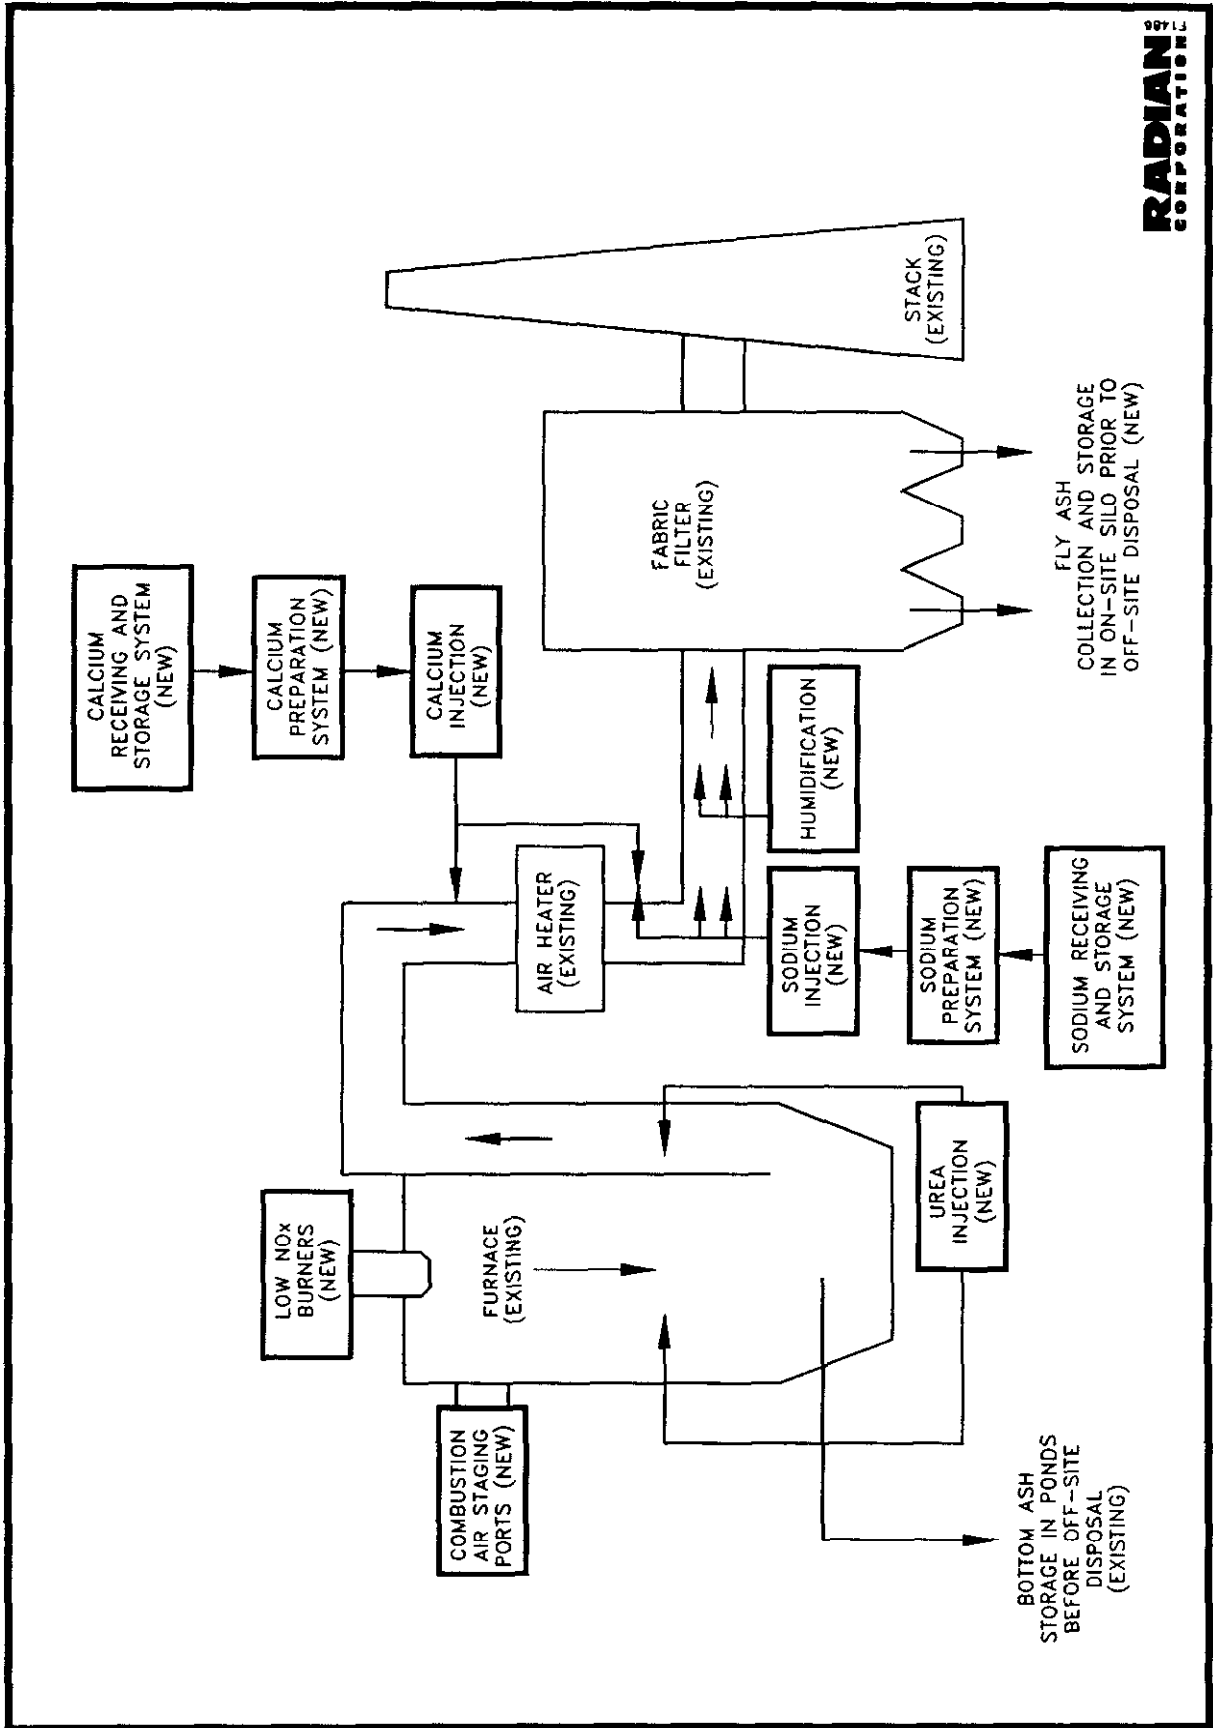 CALCIUM
RECEIVING AND
STORAGE SYSTEM
(NEW)
CALCIUM
PREPARATION
SYSTEM (NEW)
CALCIUM
INJECTION
(NEW)
LOW NOx
BURNERS
(NEW)
COMBUSTION
AIR STAGING
PORTS (NEW)
FURNACE
(EXISTING)
AIR HEATER
(EXISTING)
FABRIC
FILTER
(EXISTING)
STACK
(EXISTING)
HUMIDIFICATION
(NEW)
SODIUM
INJECTION
(NEW)
SODIUM
PREPARATION
SYSTEM (NEW)
SODIUM RECEIVING
AND STORAGE
SYSTEM (NEW)
UREA
INJECTION
(NEW)
BOTTOM ASH
STORAGE IN PONDS
BEFORE OFF-SITE
DISPOSAL
(EXISTING)
FLY ASH
COLLECTION AND STORAGE
IN ON-SITE SILO PRIOR TO
OFF-SITE DISPOSAL (NEW)
RADIAN
CORPORATION
F1486